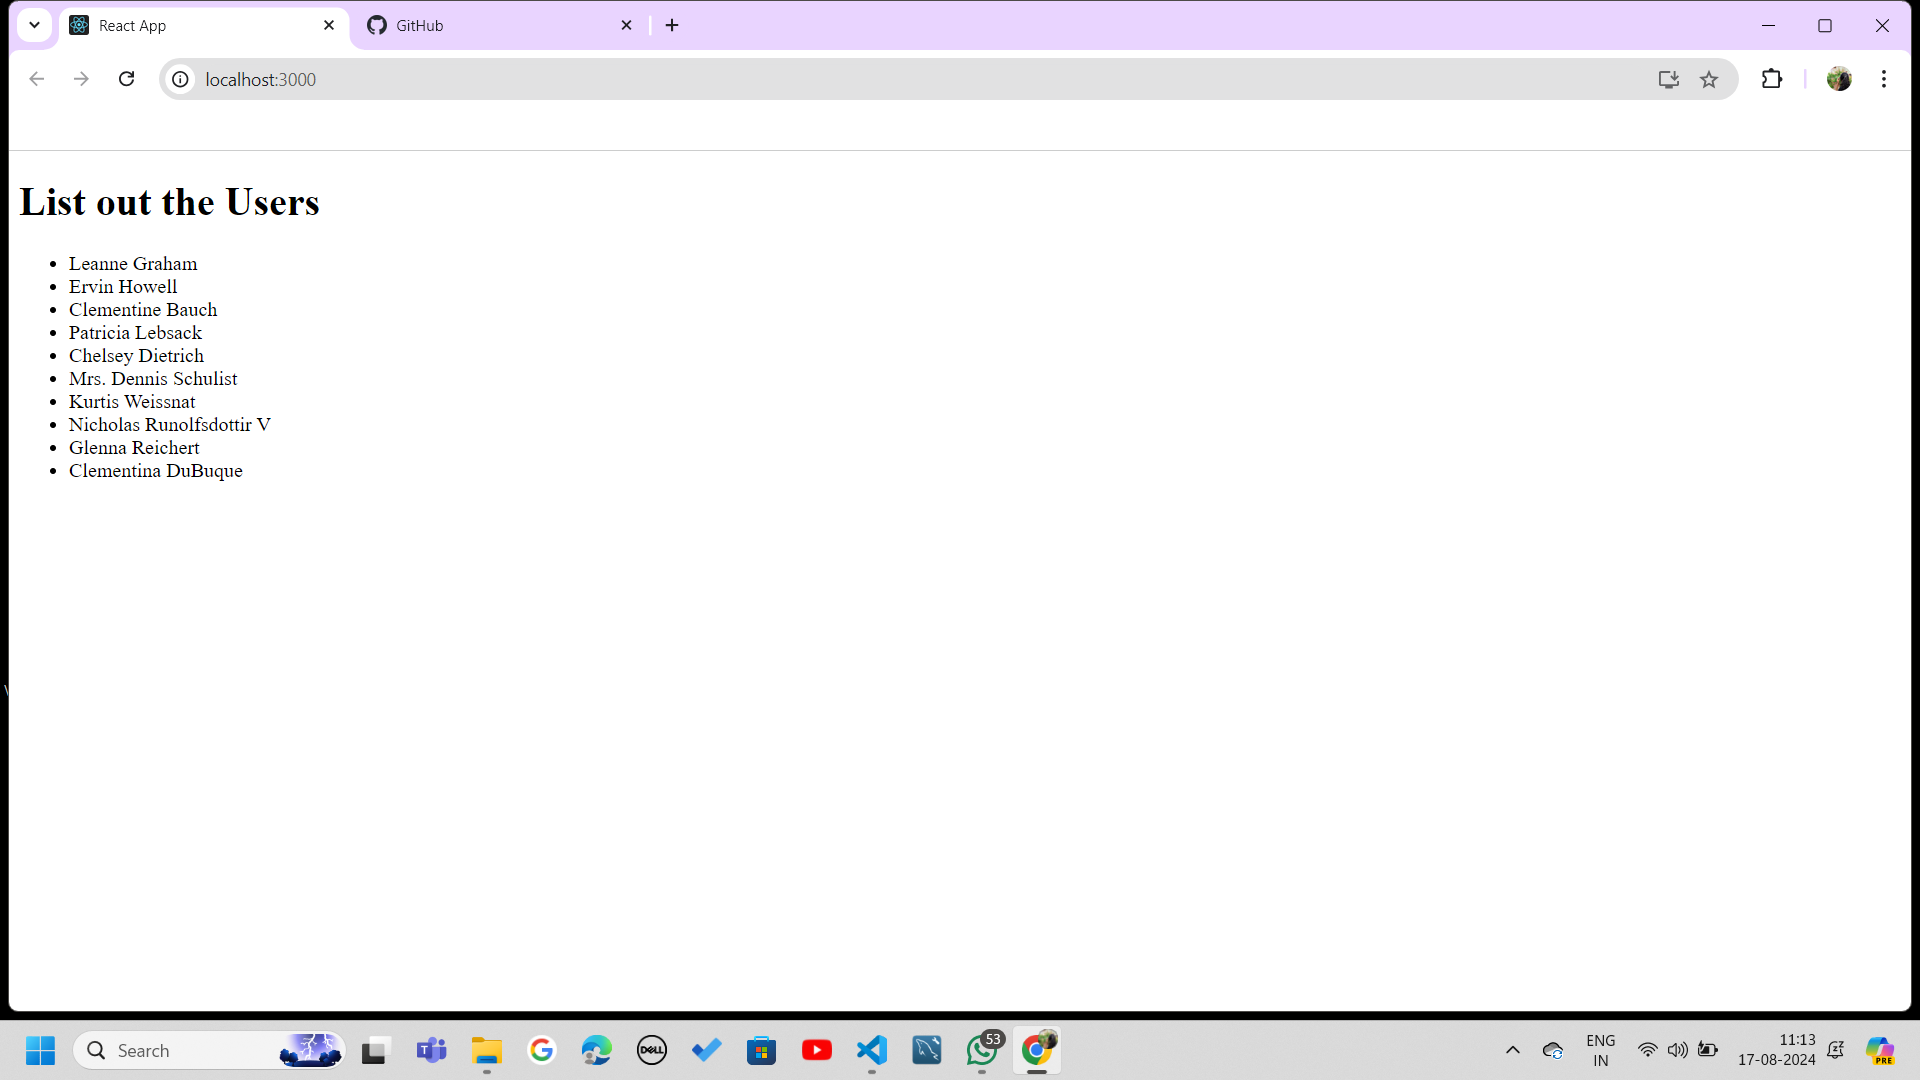 React App
GitHub
localhost:3000
List out the Users
Leanne Graham
Ervin Howell
Clementine Bauch
Patricia Lebsack
Chelsey Dietrich
Mrs. Dennis Schulist
Kurtis Weissnat
Nicholas Runolfsdottir V
Glenna Reichert
Clementina DuBuque
Search
T
DELL
53
ENG
IN
11:13
17-08-2024
PRE